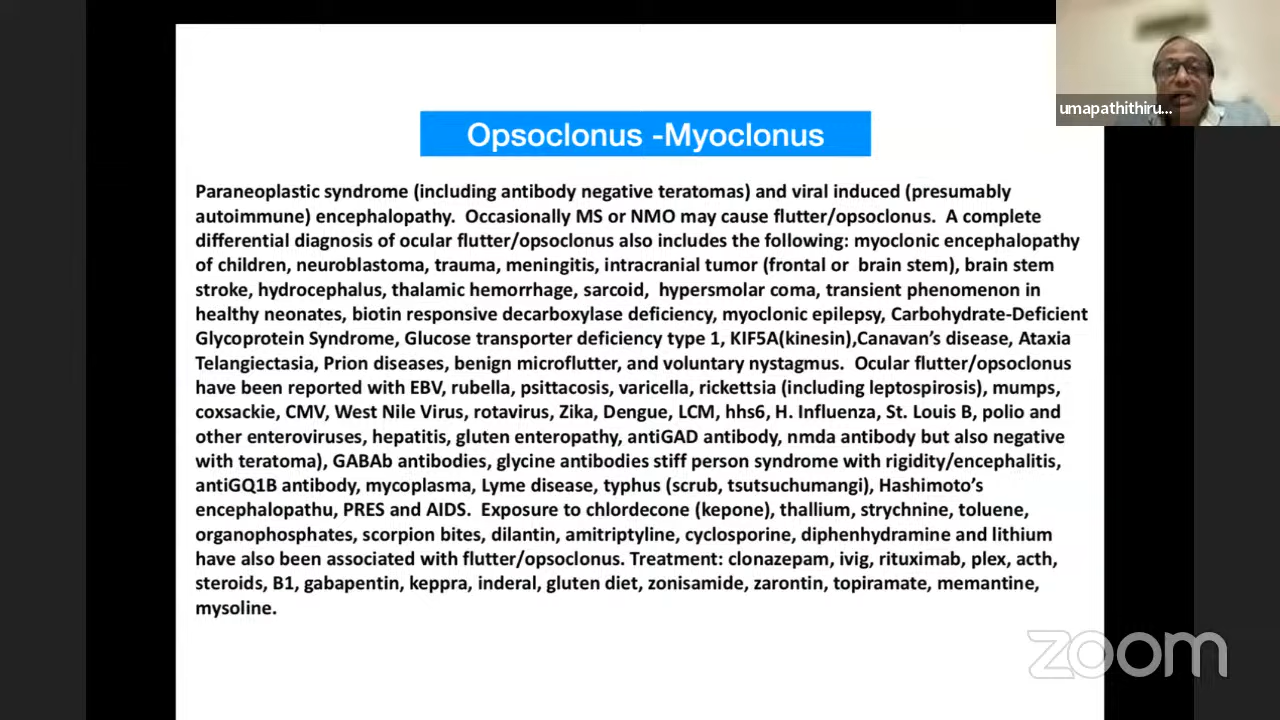 umapathithiru...
Opsoclonus -Myoclonus
Paraneoplastic syndrome (including antibody negative teratomas) and viral induced (presumably
autoimmune) encephalopathy. Occasionally MS or NMO may cause flutter/opsoclonus. A complete
differential diagnosis of ocular flutter/opsoclonus also includes the following: myoclonic encephalopathy
of children, neuroblastoma, trauma, meningitis, intracranial tumor (frontal or brain stem), brain stem
stroke, hydrocephalus, thalamic hemorrhage, sarcoid, hypersmolar coma, transient phenomenon in
healthy neonates, biotin responsive decarboxylase deficiency, myoclonic epilepsy, Carbohydrate-Deficient
Glycoprotein Syndrome, Glucose transporter deficiency type 1, KIF5A(kinesin),Canavan's disease, Ataxia
Telangiectasia, Prion diseases, benign microflutter, and voluntary nystagmus. Ocular flutter/opsoclonus
have been reported with EBV, rubella, psittacosis, varicella, rickettsia (including leptospirosis), mumps,
coxsackie, CMV, West Nile Virus, rotavirus, Zika, Dengue, LCM, hhs6, H. Influenza, St. Louis B, polio and
other enteroviruses, hepatitis, gluten enteropathy, antiGAD antibody, nmda antibody but also negative
with teratoma), GABAb antibodies, glycine antibodies stiff person syndrome with rigidity/encephalitis,
antiGQ1B antibody, mycoplasma, Lyme disease, typhus (scrub, tsutsuchumangi), Hashimoto's
encephalopathu, PRES and AIDS. Exposure to chlordecone (kepone), thallium, strychnine, toluene,
organophosphates, scorpion bites, dilantin, amitriptyline, cyclosporine, diphenhydramine and lithium
have also been associated with flutter/opsoclonus. Treatment: clonazepam, ivig, rituximab, plex, acth,
steroids, B1, gabapentin, keppra, inderal, gluten diet, zonisamide, zarontin, topiramate, memantine,
mysoline.
zoom